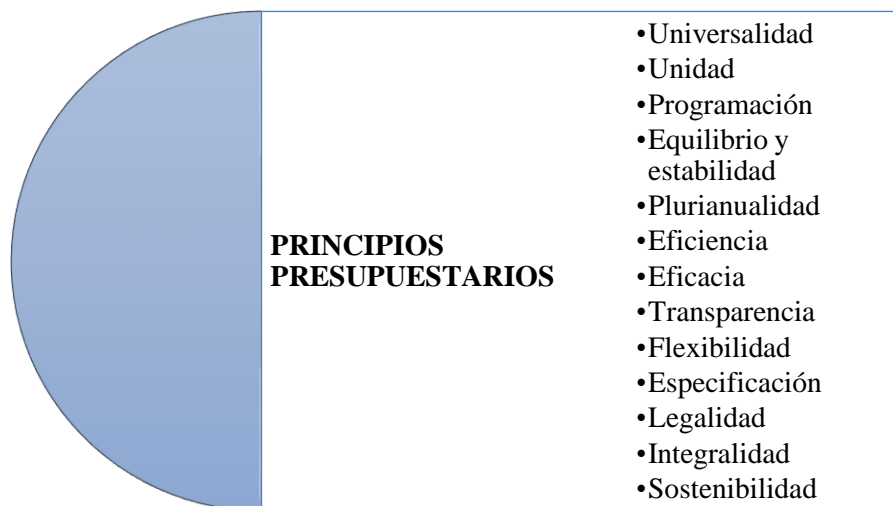 PRINCIPIOS
PRESUPUESTARIOS
•Universalidad
•Unidad
•Programación
•Equilibrio y
estabilidad
•Plurianualidad
•Eficiencia
•Eficacia
•Transparencia
•Flexibilidad
•Especificación
•Legalidad
•Integralidad
•Sostenibilidad